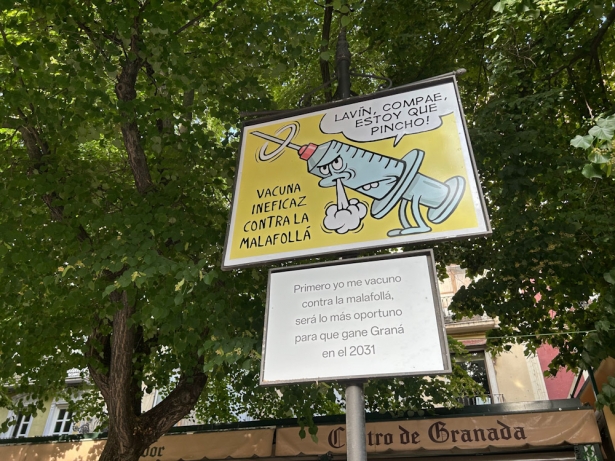 LAVÍN, COMPAE,
ESTOY QUE
PINCHO!
VACUNA
INEFICAZ
CONTRA LA
MALAFOLLÁ
Primero yo me vacuno
contra la malafollá,
será lo más oportuno
para que gane Graná
en el 2031
de Granada